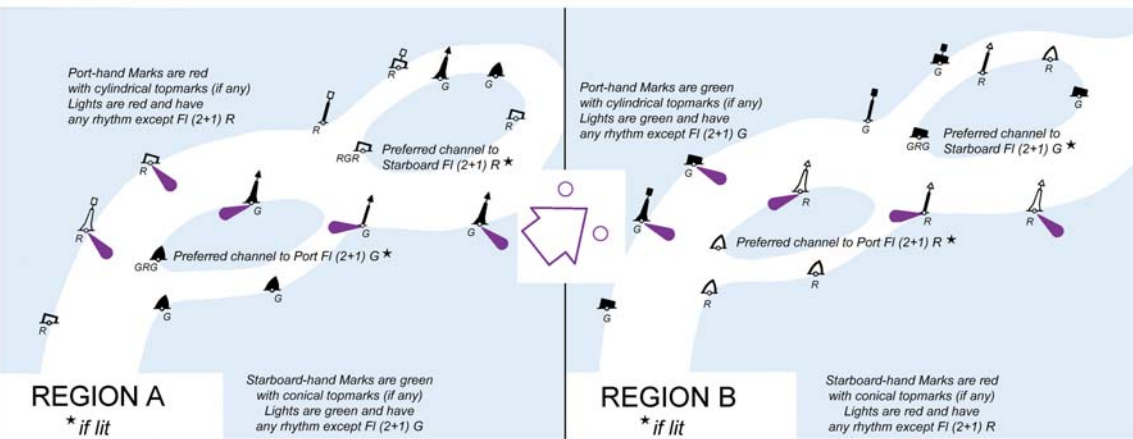 Port-hand Marks are red
with cylindrical topmarks (if any)
Lights are red and have
any rhythm except Fl (2+1) R
R
G
G
R
R
RGR
Preferred channel to
Starboard Fl (2+1) R ★
R
G
G
G
R
Preferred channel to Port Fl (2+1) G ★
GRG
G
G
R
REGION A
★ if lit
Starboard-hand Marks are green
with conical topmarks (if any)
Lights are green and have
any rhythm except Fl (2+1) G
Port-hand Marks are green
with cylindrical topmarks (if any)
Lights are green and have
any rhythm except Fl (2+1) G
G
R
R
G
G
GRG
Preferred channel to
Starboard Fl (2+1) G ★
G
R
R
R
G
Preferred channel to Port Fl (2+1) R ★
R
R
G
REGION B
★ if lit
Starboard-hand Marks are red
with conical topmarks (if any)
Lights are red and have
any rhythm except Fl (2+1) R